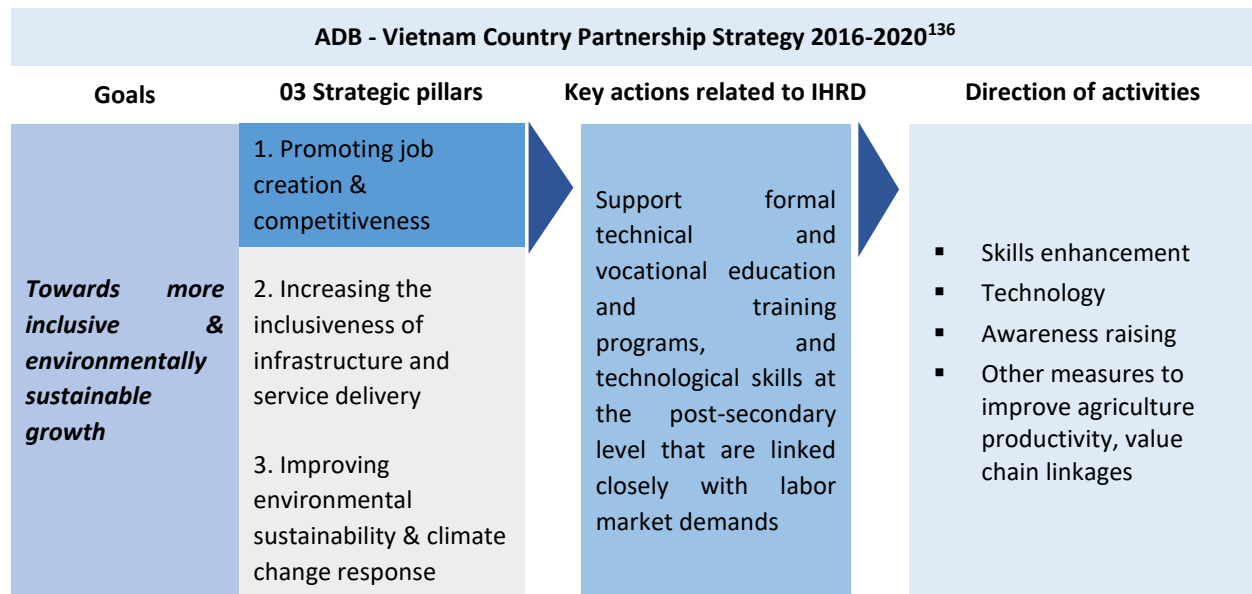 ADB - Vietnam Country Partnership Strategy 2016-2020136
Goals
03 Strategic pillars
Key actions related to IHRD
Direction of activities
Towards more
inclusive &
environmentally
sustainable
growth
1. Promoting job
creation &
competitiveness
2. Increasing the
inclusiveness of
infrastructure and
service delivery
3. Improving
environmental
sustainability & climate
change response
Support formal
technical and
vocational education
and training
programs, and
technological skills at
the post-secondary
level that are linked
closely with labor
market demands
▪ Skills enhancement
▪ Technology
▪ Awareness raising
▪ Other measures to
improve agriculture
productivity, value
chain linkages